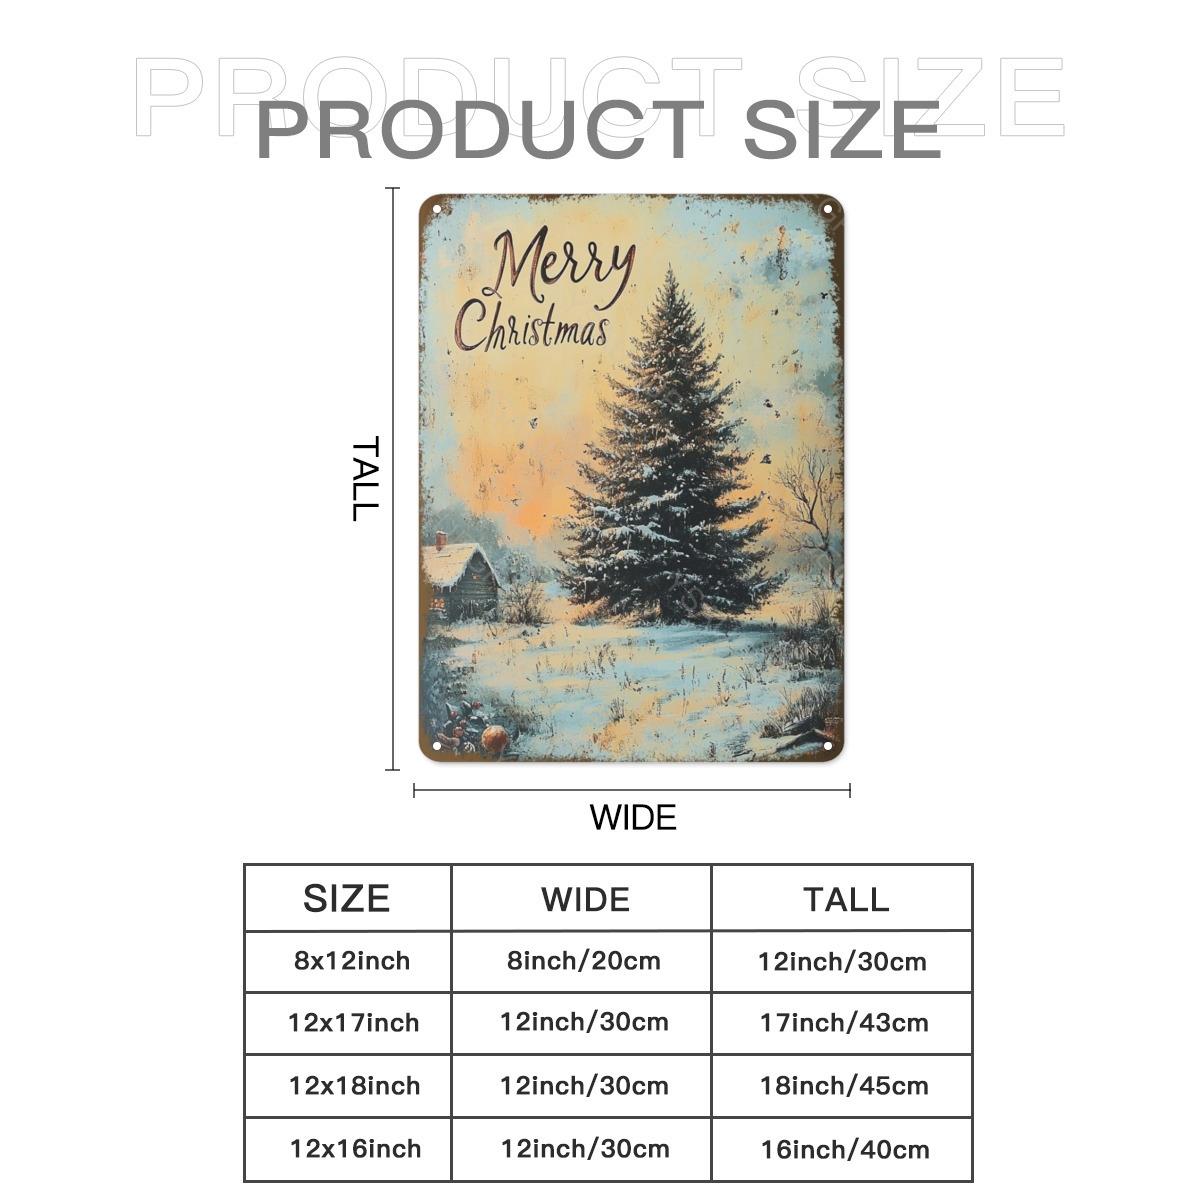 PRODUCT SIZE
PRODUCT SIZE
Merry
Christmas
TALL
WIDE
SIZE WIDE TALL
8x12inch 8inch/20cm 12inch/30cm
12x17inch 12inch/30cm 17inch/43cm
12x18inch 12inch/30cm 18inch/45cm
12x16inch 12inch/30cm 16inch/40cm